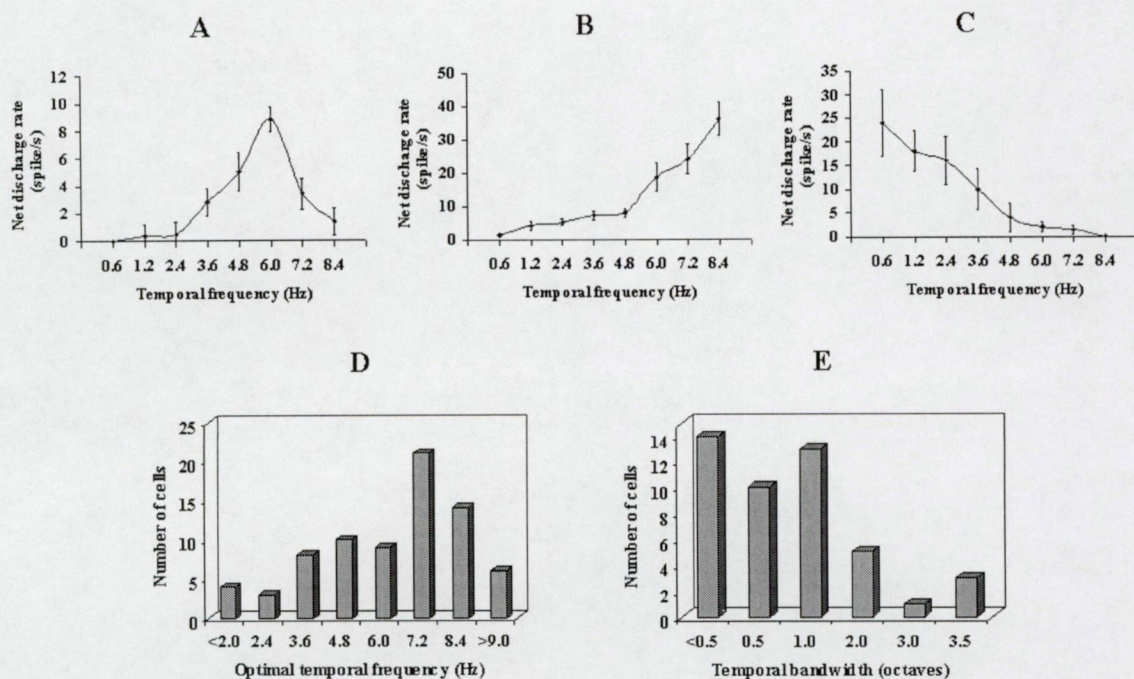 A
B
C
12
10
8
6
4
2
0
Net discharge rate
(spike/s)
0.6 1.2 2.4 3.6 4.8 6.0 7.2 8.4
Temporal frequency (Hz)
50
40
30
20
10
0
Net discharge rate
(spike/s)
0.6 1.2 2.4 3.6 4.8 6.0 7.2 8.4
Temporal frequency (Hz)
35
30
25
20
15
10
5
0
Net discharge rate
(spike/s)
0.6 1.2 2.4 3.6 4.8 6.0 7.2 8.4
Temporal frequency (Hz)
D
E
25
20
15
10
5
0
Number of cells
<2.0 2.4 3.6 4.8 6.0 7.2 8.4 >9.0
Optimal temporal frequency (Hz)
14
12
10
8
6
4
2
0
Number of cells
<0.5 0.5 1.0 2.0 3.0 3.5
Temporal bandwidth (octaves)